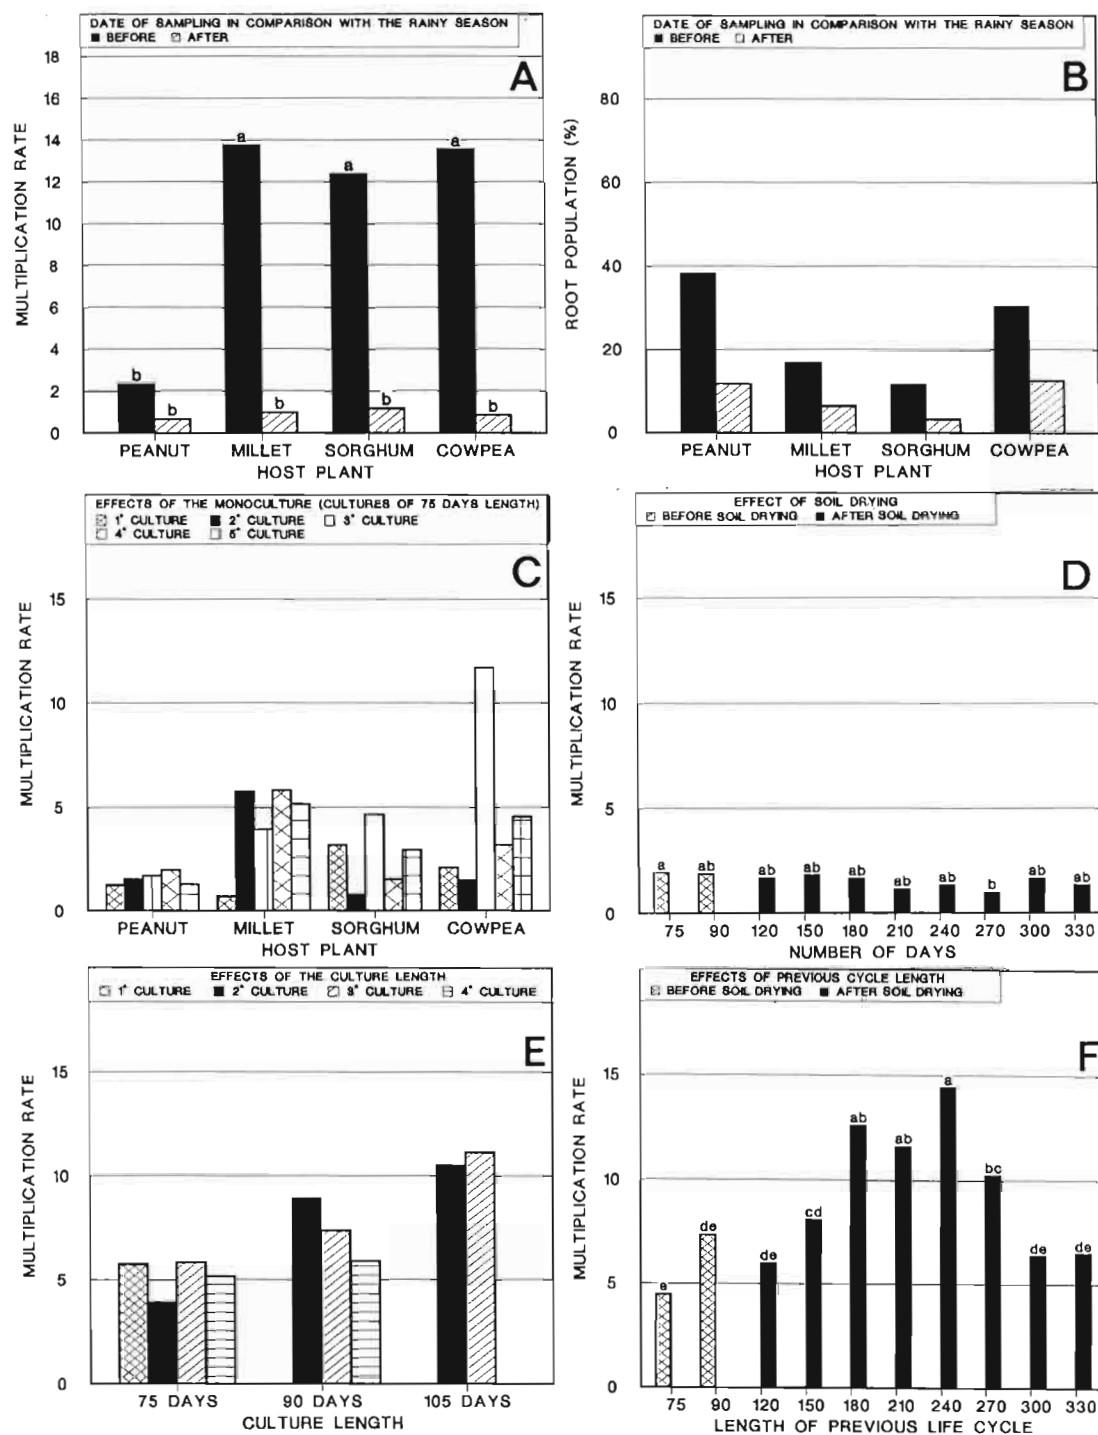 DATE OF SAMPLING IN COMPARISON WITH THE RAINY SEASON
BEFORE AFTER
A
MULTIPLICATION RATE
18
16
14
12
10
8
6
4
2
0
b
b
a
b
a
b
a
b
PEANUT MILLET SORGHUM COWPEA
HOST PLANT
DATE OF SAMPLING IN COMPARISON WITH THE RAINY SEASON
BEFORE AFTER
B
ROOT POPULATION (%)
80
60
40
20
0
PEANUT MILLET SORGHUM COWPEA
HOST PLANT
EFFECTS OF THE MONOCULTURE (CULTURES OF 75 DAYS LENGTH)
1° CULTURE 2° CULTURE 3° CULTURE
4° CULTURE 5° CULTURE
C
MULTIPLICATION RATE
15
10
5
0
PEANUT MILLET SORGHUM COWPEA
HOST PLANT
EFFECT OF SOIL DRYING
BEFORE SOIL DRYING AFTER SOIL DRYING
D
MULTIPLICATION RATE
15
10
5
0
a ab ab ab ab ab ab b ab ab
75 90 120 150 180 210 240 270 300 330
NUMBER OF DAYS
EFFECTS OF THE CULTURE LENGTH
1° CULTURE 2° CULTURE 3° CULTURE 4° CULTURE
E
MULTIPLICATION RATE
15
10
5
0
75 DAYS 90 DAYS 105 DAYS
CULTURE LENGTH
EFFECTS OF PREVIOUS CYCLE LENGTH
BEFORE SOIL DRYING AFTER SOIL DRYING
F
MULTIPLICATION RATE
15
10
5
0
e de de cd ab ab a bc de de
75 90 120 150 180 210 240 270 300 330
LENGTH OF PREVIOUS LIFE CYCLE